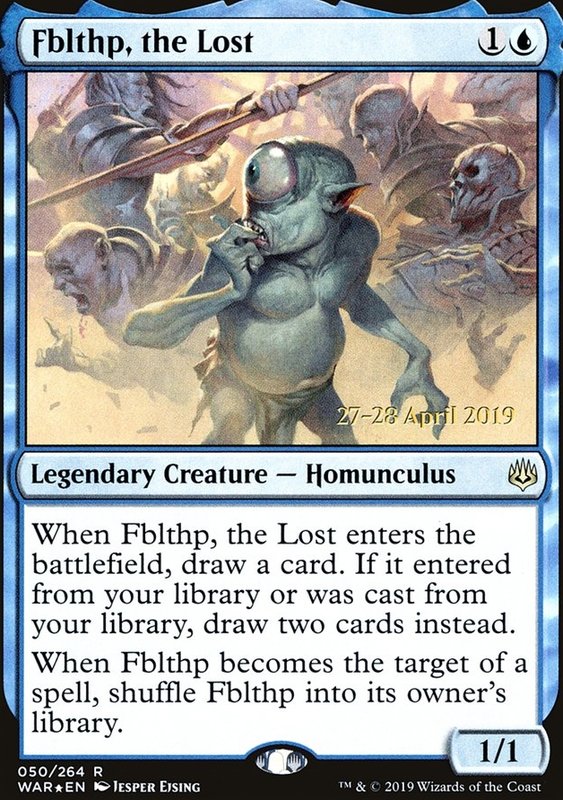 Fblthp, the Lost 1
27-28 April 2019
Legendary Creature — Homunculus
When Fblthp, the Lost enters the
battlefield, draw a card. If it entered
from your library or was cast from
your library, draw two cards instead.
When Fblthp becomes the target of a
spell, shuffle Fblthp into its owner's
library.
1/1
050/264 R
WAR★EN Jesper Eising ™ & © 2019 Wizards of the Coast